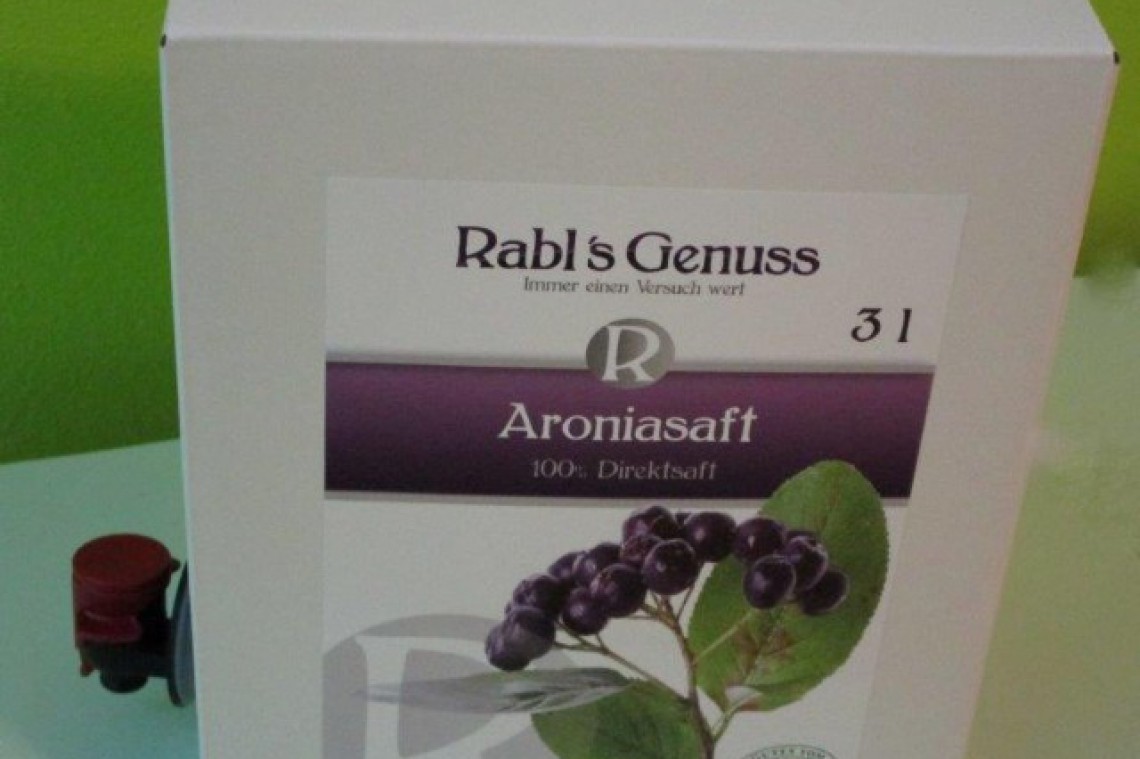 Rabl's Genuss
Immer einen Versuch wert
3 l
R
Aroniasaft
100% Direktsaft
R